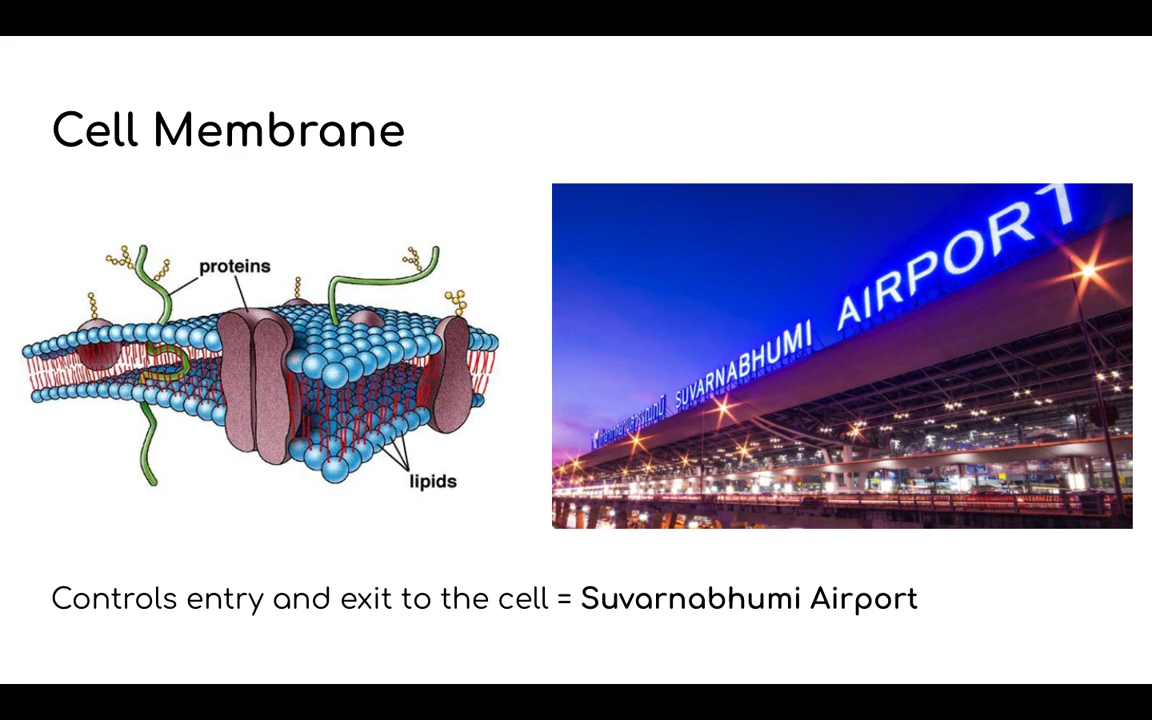 Cell Membrane
proteins
lipids
SUVARNABHUMI AIRPORT
Controls entry and exit to the cell = Suvarnabhumi Airport